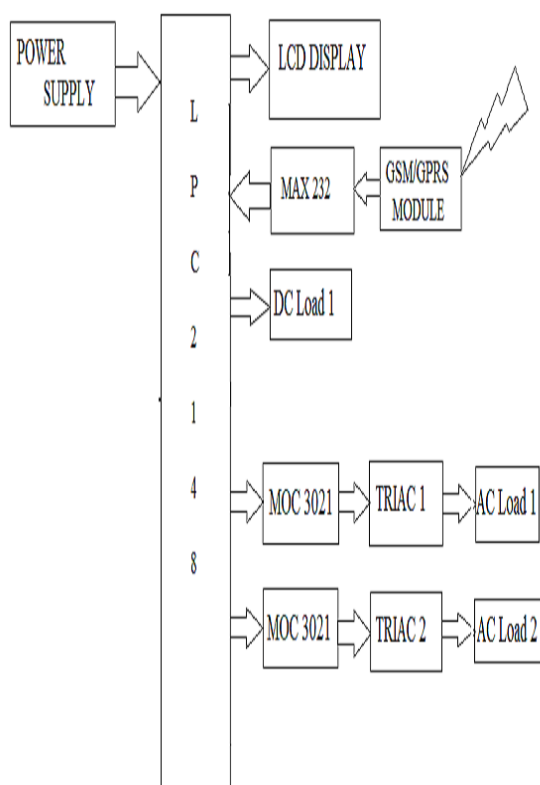 POWER
SUPPLY
L
P
C
2
1
4
8
LCD DISPLAY
MAX 232
GSM/GPRS
MODULE
DC Load 1
MOC 3021
TRIAC 1
AC Load 1
MOC 3021
TRIAC 2
AC Load 2